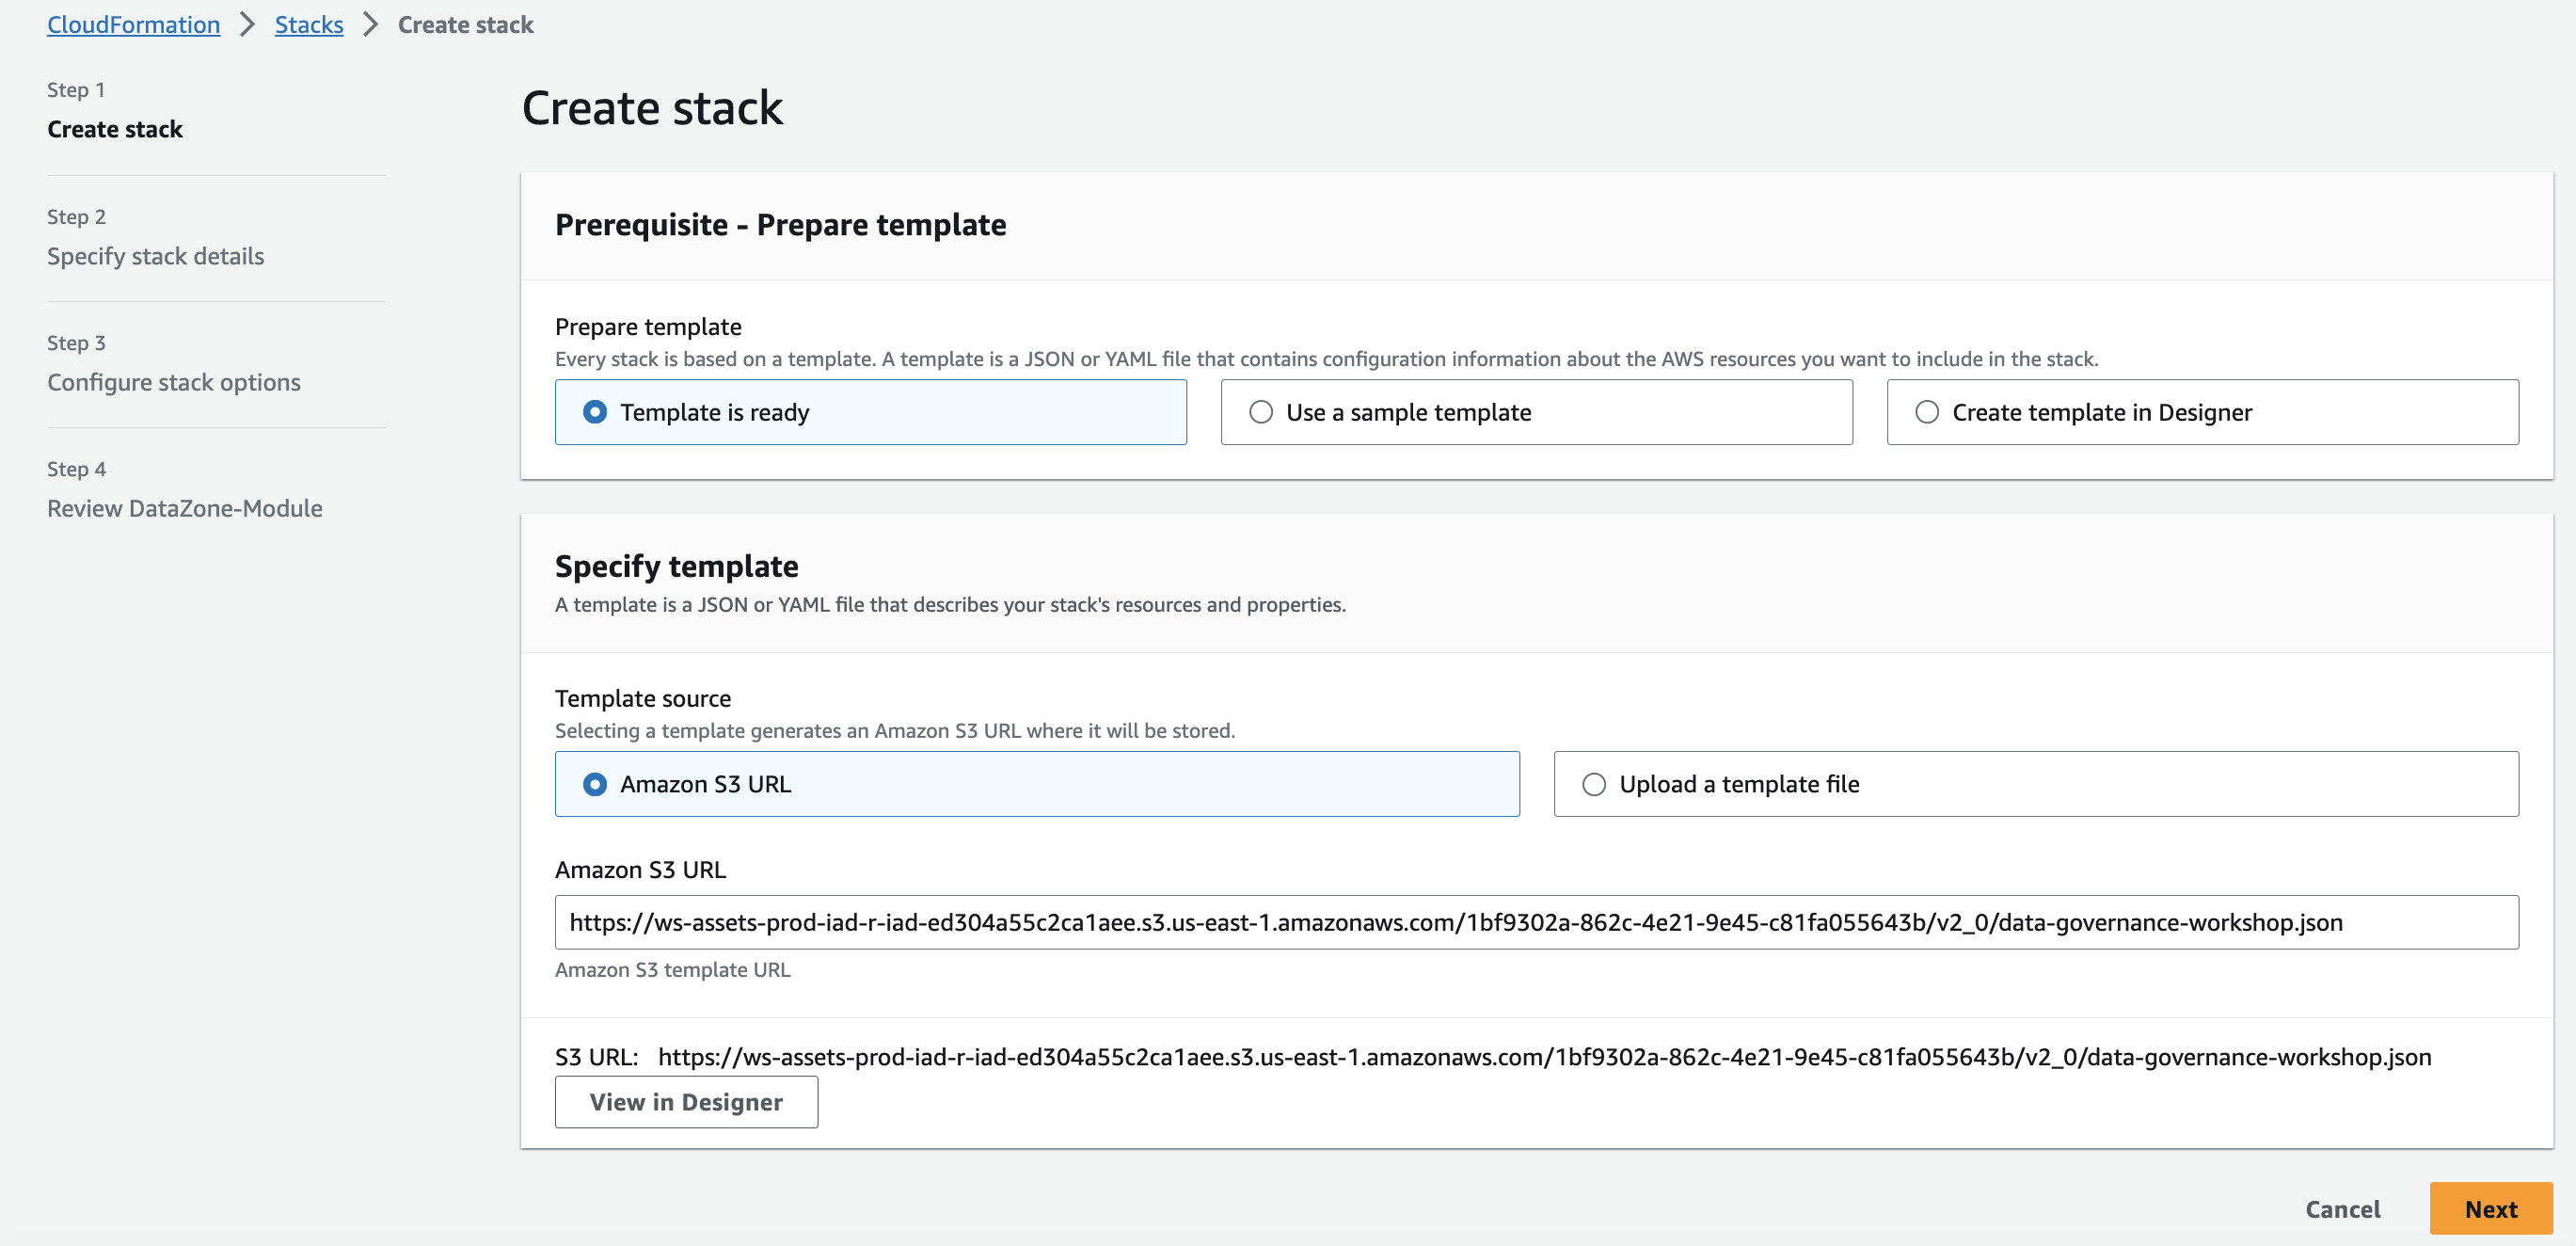 CloudFormation > Stacks > Create stack
Step 1
Create stack
Step 2
Specify stack details
Step 3
Configure stack options
Step 4
Review DataZone-Module
Create stack
Prerequisite - Prepare template
Prepare template
Every stack is based on a template. A template is a JSON or YAML file that contains configuration information about the AWS resources you want to include in the stack.
Template is ready
Use a sample template
Create template in Designer
Specify template
A template is a JSON or YAML file that describes your stack's resources and properties.
Template source
Selecting a template generates an Amazon S3 URL where it will be stored.
Amazon S3 URL
Upload a template file
Amazon S3 URL
https://ws-assets-prod-iad-r-iad-ed304a55c2ca1aee.s3.us-east-1.amazonaws.com/1bf9302a-862c-4e21-9e45-c81fa055643b/v2_0/data-governance-workshop.json
Amazon S3 template URL
S3 URL: https://ws-assets-prod-iad-r-iad-ed304a55c2ca1aee.s3.us-east-1.amazonaws.com/1bf9302a-862c-4e21-9e45-c81fa055643b/v2_0/data-governance-workshop.json
View in Designer
Cancel
Next